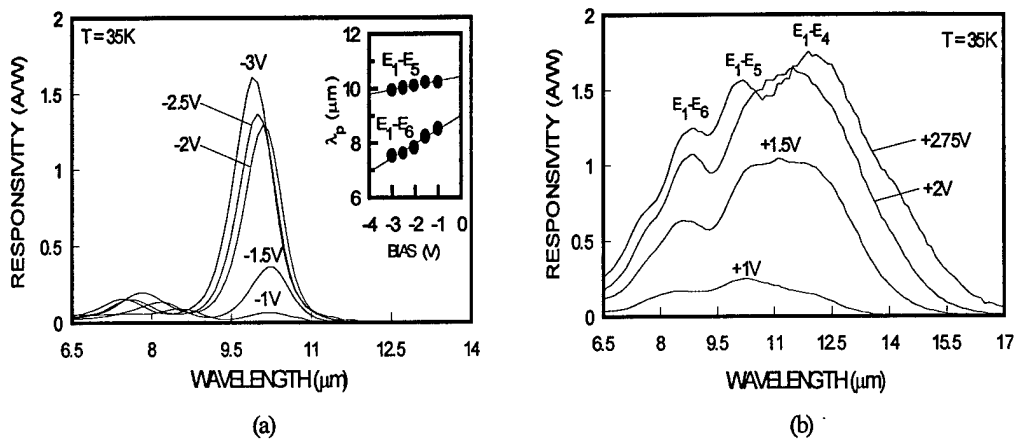 T=35K
-3V
-2.5V
-2V
-1.5V
-1V
RESPONSIVITY (A/W)
2
1.5
1
0.5
0
6.5 8 9.5 11 12.5 14
WAVELENGTH (μm)
12
10
8
6
λp (μm)
E1-E5
E1-E6
-4 -3 -2 -1 0
BIAS (V)
(a)
T=35K
E1-E4
E1-E5
E1-E6
+1.5V
+1V
+2.75V
+2V
RESPONSIVITY (A/W)
2
1.5
1
0.5
0
6.5 8 9.5 11 12.5 14 15.5 17
WAVELENGTH (μm)
(b)